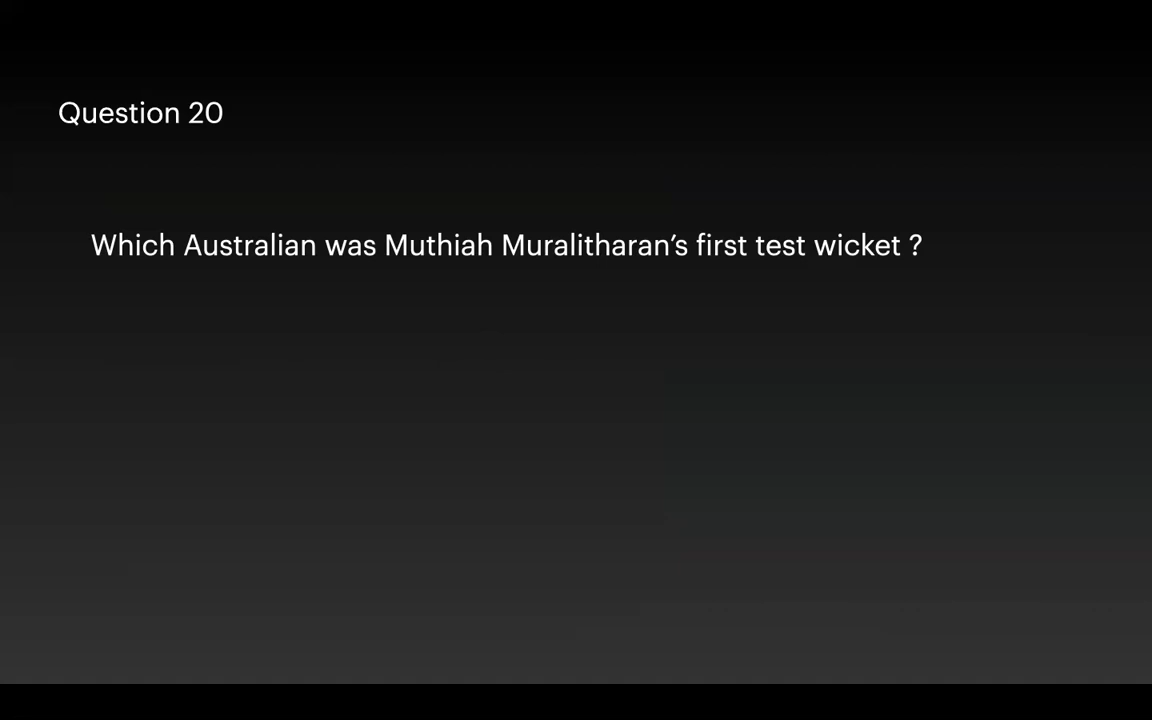 Question 20
Which Australian was Muthiah Muralitharan’s first test wicket ?